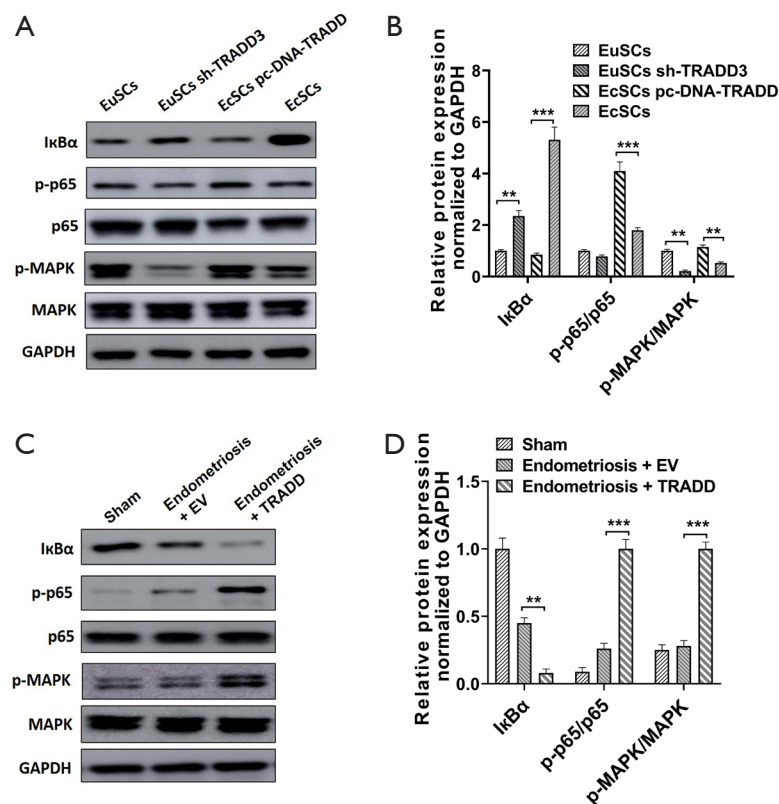 A
EuSCs
EuSCs sh-TRADD3
EcSCs pc-DNA-TRADD
EcSCs
IκBα
p-p65
p65
p-MAPK
MAPK
GAPDH
B
EuSCs
EuSCs sh-TRADD3
EcSCs pc-DNA-TRADD
EcSCs
Relative protein expression
normalized to GAPDH
8
6
4
2
0
**
***
***
**
**
IκBα
p-p65/p65
p-MAPK/MAPK
C
Sham
Endometriosis
+ EV
Endometriosis
+ TRADD
IκBα
p-p65
p65
p-MAPK
MAPK
GAPDH
D
Sham
Endometriosis + EV
Endometriosis + TRADD
Relative protein expression
normalized to GAPDH
1.5
1.0
0.5
0.0
**
***
***
IκBα
p-p65/p65
p-MAPK/MAPK